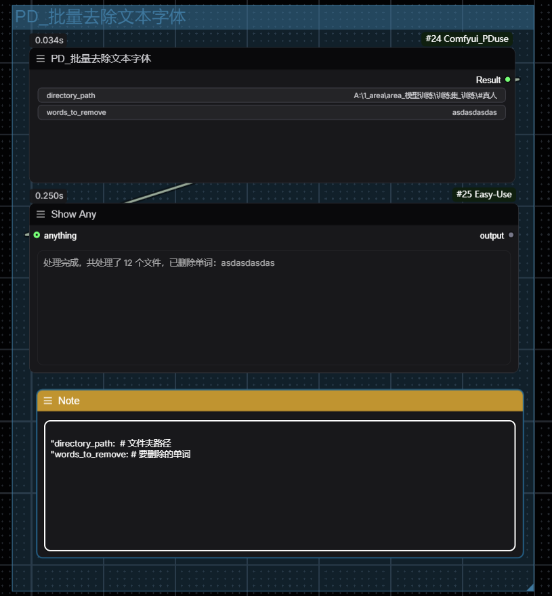 PD_批量去除文本字体
0.034s
#24 Comfyui_PDuse
PD_批量去除文本字体
Result
directory_path
A:\1_area\area_模型训练\训练集_训练\#真人
words_to_remove
asdasdasdas
0.250s
#25 Easy-Use
Show Any
anything
output
处理完成，共处理了 12 个文件，已删除单词：asdasdasdas
Note
"directory_path:  # 文件夹路径
"words_to_remove: # 要删除的单词